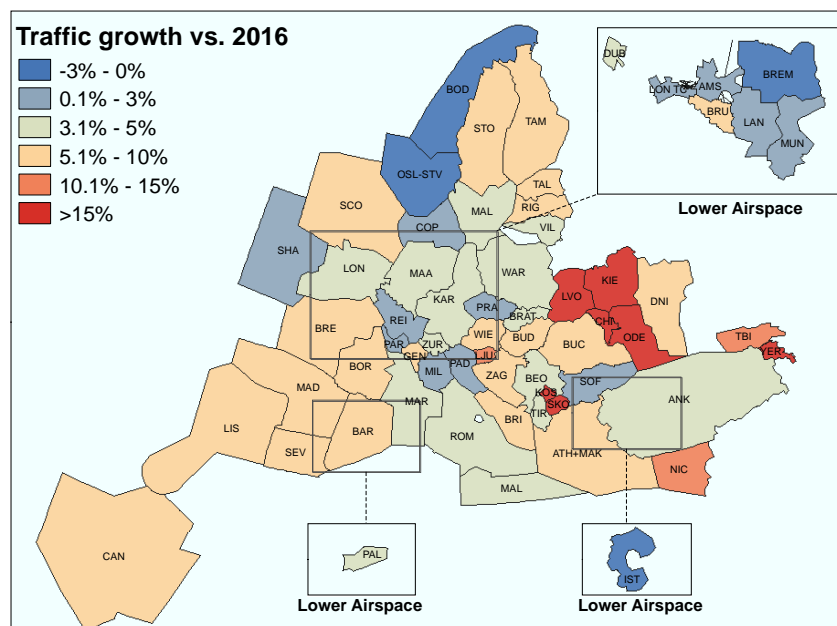 Traffic growth vs. 2016
-3% - 0%
0.1% - 3%
3.1% - 5%
5.1% - 10%
10.1% - 15%
>15%
DUB
BREM
LON TC
AMS
BRU
LAN
MUN
Lower Airspace
BOD
STO
TAM
OSL-STV
TAL
RIG
SCO
MAL
VIL
COP
SHA
LON
MAA
WAR
KIE
LVO
DNI
KAR
PRA
BRAT
REI
CHI
ODE
TBI
BRE
PAR
ZUR
WIE
BUD
BUC
YER
GEN
LJU
BOR
MIL
PAD
ZAG
BEO
SOF
MAD
MAR
KOS
SKO
ANK
LIS
TIR
BAR
BRI
SEV
ROM
ATH+MAK
NIC
MAL
CAN
PAL
Lower Airspace
IST
Lower Airspace